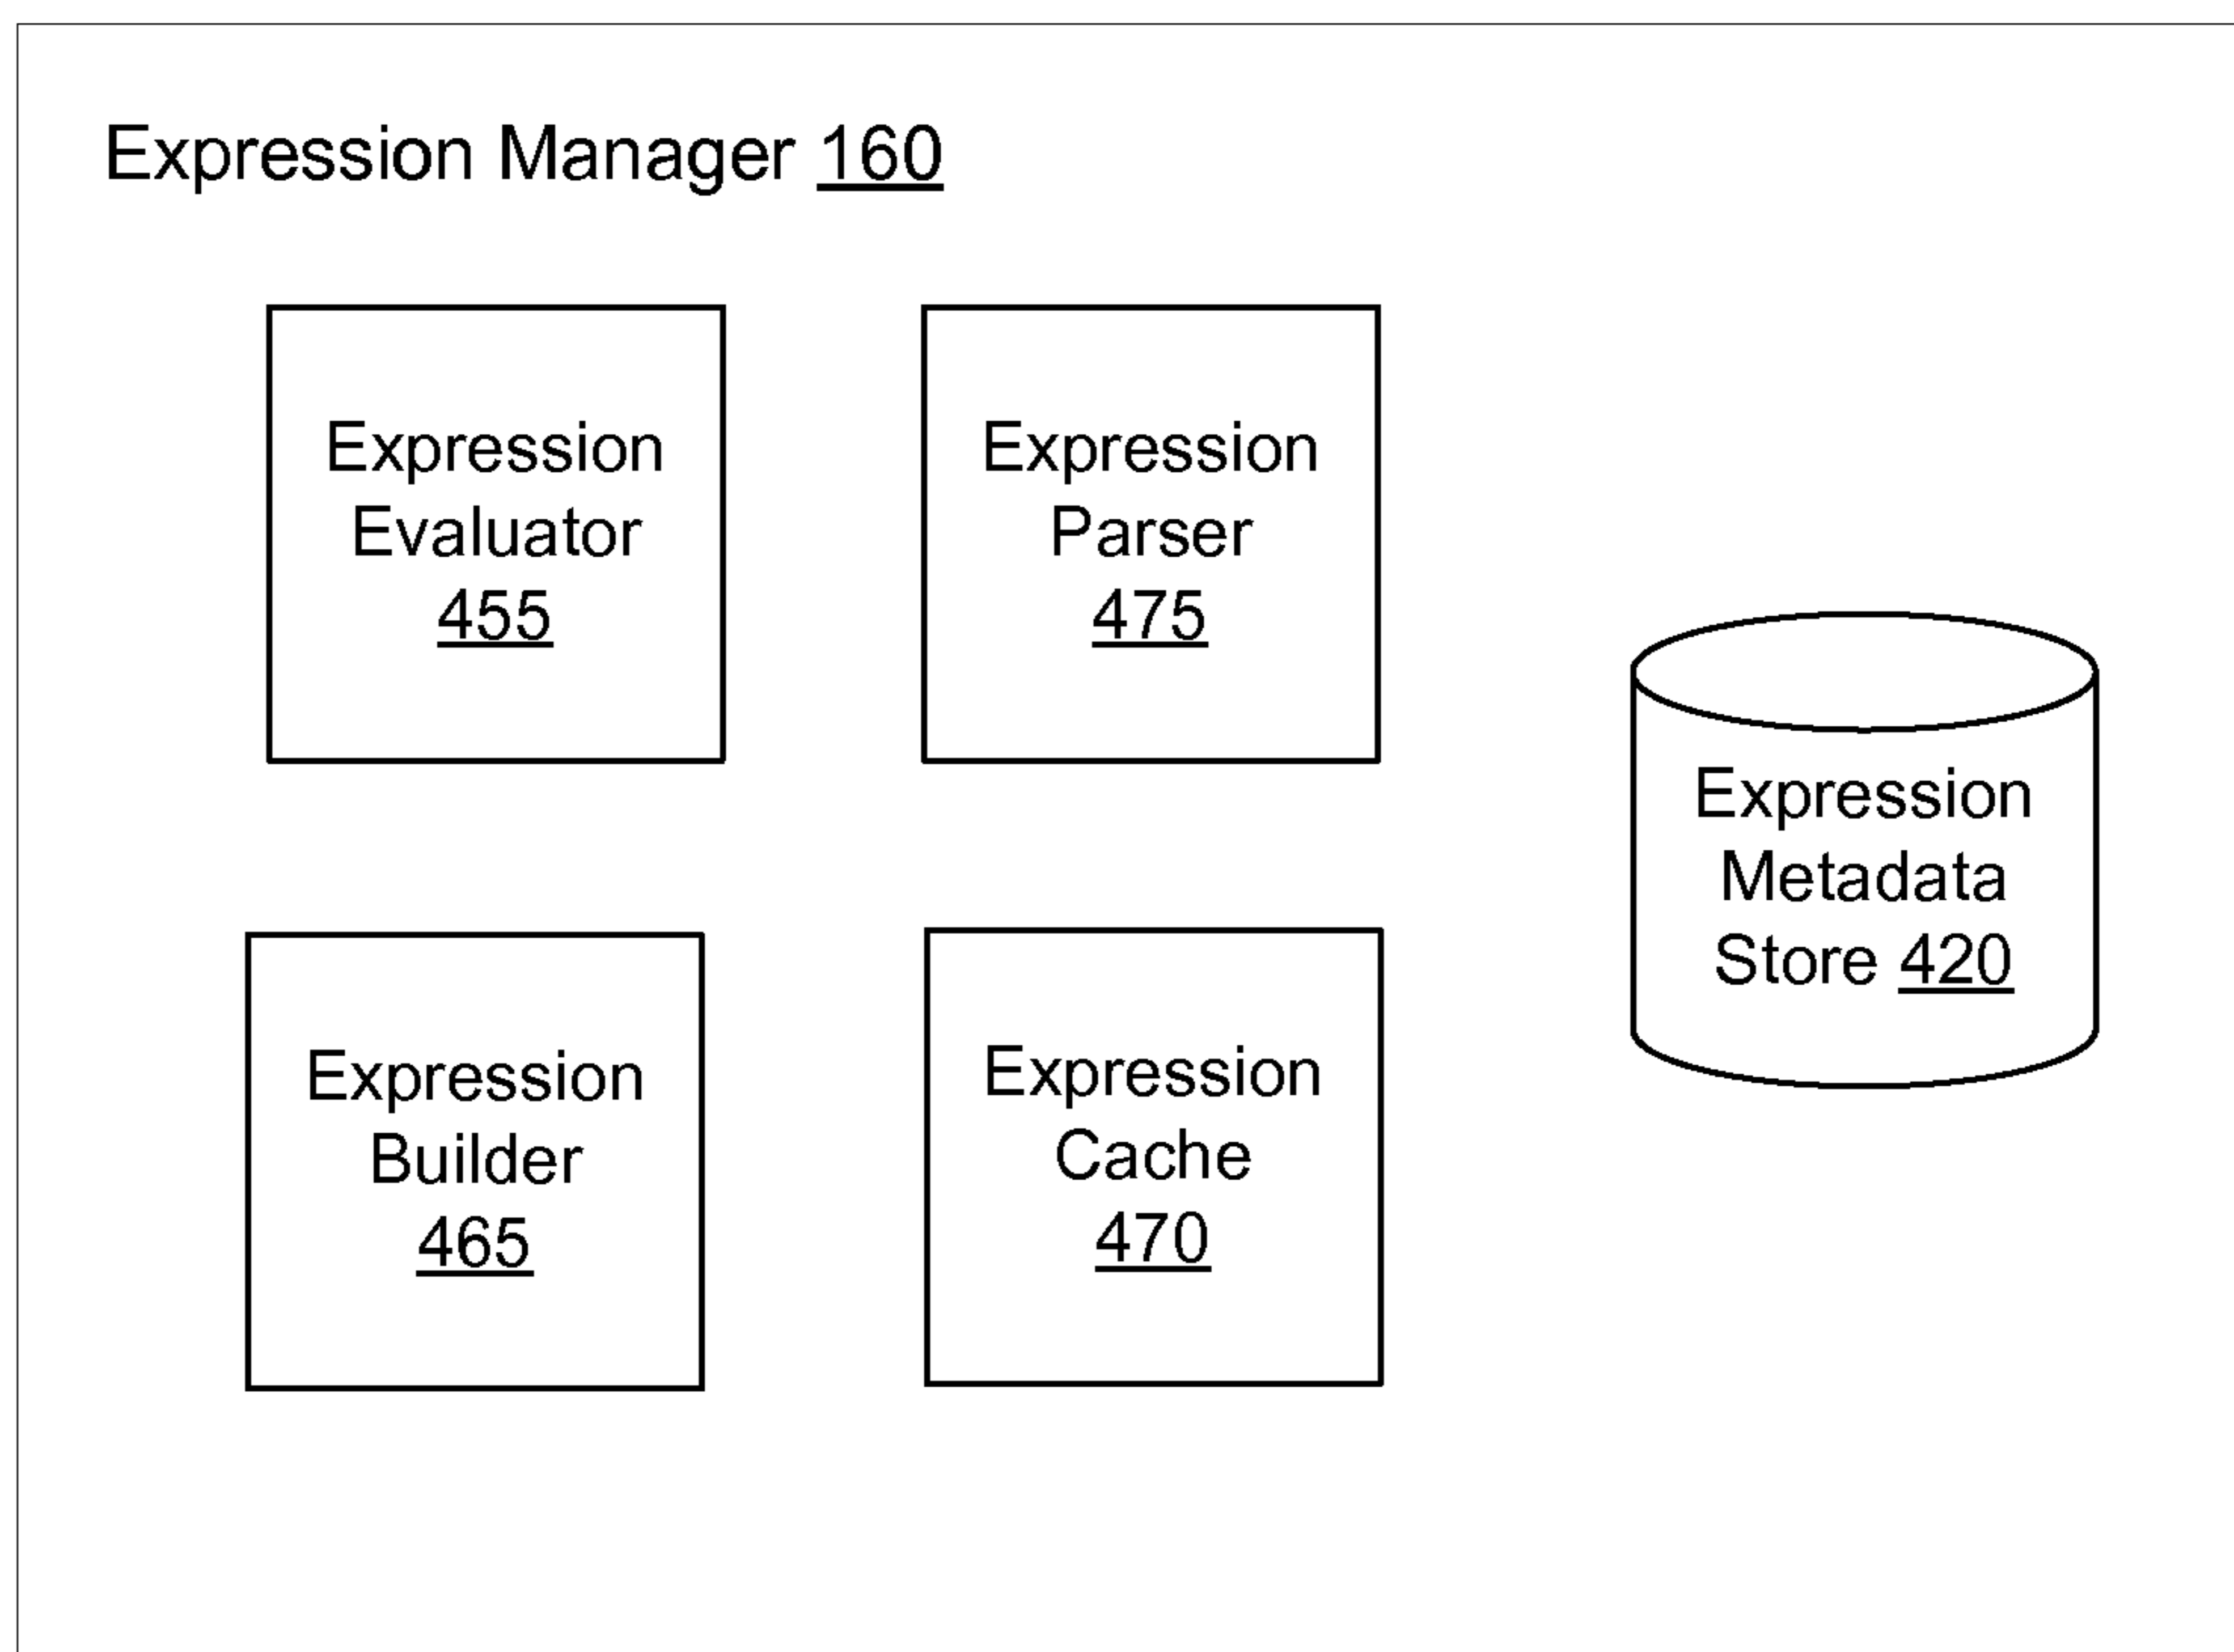 Expression Manager 160
Expression
Evaluator
455
Expression
Parser
475
Expression
Metadata
Store 420
Expression
Builder
465
Expression
Cache
470